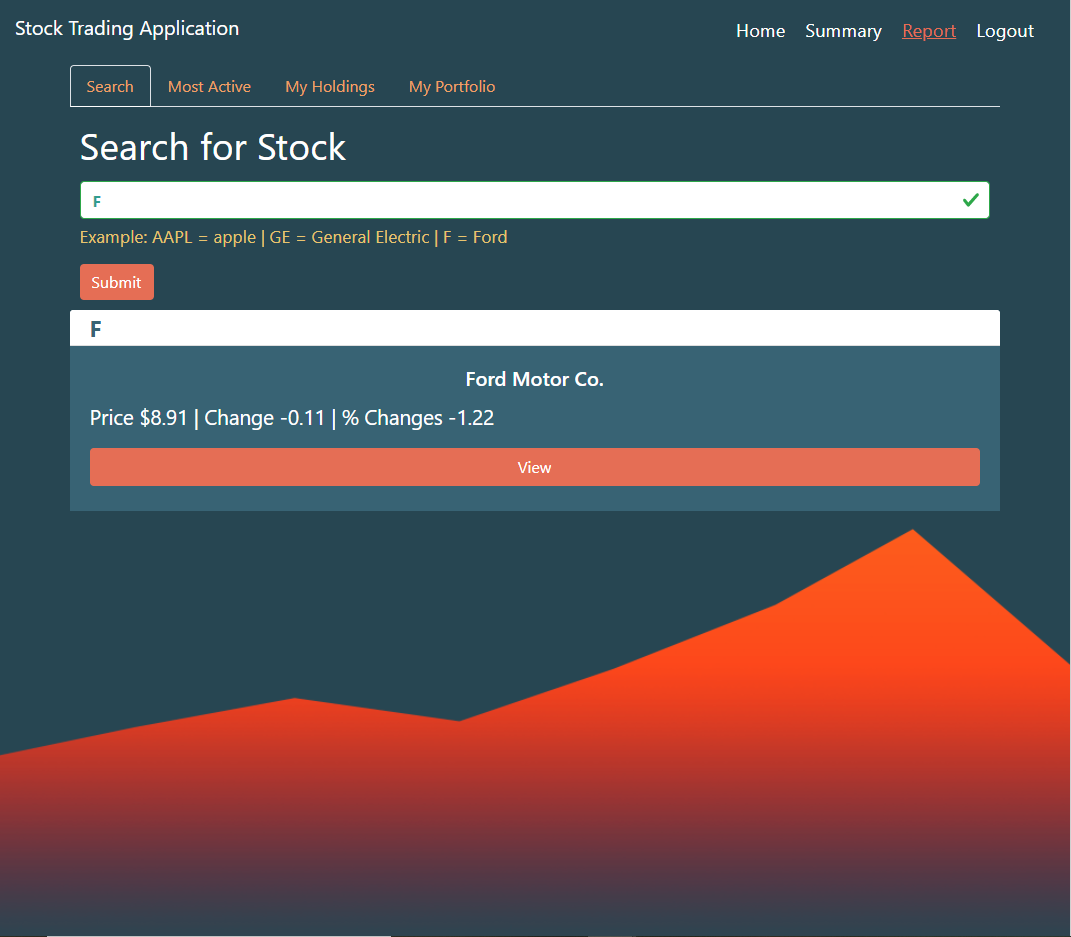 Stock Trading Application
Home Summary Report Logout
Search Most Active My Holdings My Portfolio
Search for Stock
F
Example: AAPL = apple | GE = General Electric | F = Ford
Submit
F
Ford Motor Co.
Price $8.91 | Change -0.11 | % Changes -1.22
View